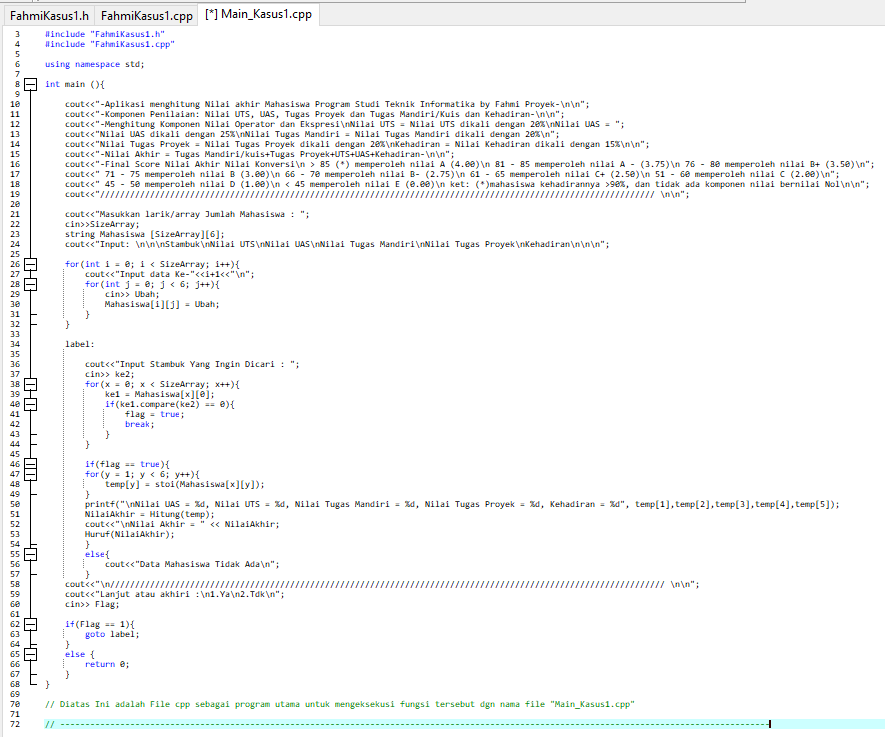 FahmiKasus1.h FahmiKasus1.cpp [*] Main_Kasus1.cpp
3 #include "FahmiKasus1.h"
4 #include "FahmiKasus1.cpp"
5
6 using namespace std;
7
8 int main (){
9
10 cout<<"-Aplikasi menghitung Nilai akhir Mahasiswa Program Studi Teknik Informatika by Fahmi Proyek-\n\n";
11 cout<<"-Komponen Penilaian: Nilai UTS, UAS, Tugas Proyek dan Tugas Mandiri/Kuis dan Kehadiran-\n\n";
12 cout<<"-Menghitung Komponen Nilai Operator dan Ekspresi\nNilai UTS = Nilai UTS dikali dengan 20%\nNilai UAS = ";
13 cout<<"Nilai UAS dikali dengan 25%\nNilai Tugas Mandiri = Nilai Tugas Mandiri dikali dengan 20%\n";
14 cout<<"Nilai Tugas Proyek = Nilai Tugas Proyek dikali dengan 20%\nKehadiran = Nilai Kehadiran dikali dengan 15%\n\n";
15 cout<<"-Nilai Akhir = Tugas Mandiri/kuis+Tugas Proyek+UTS+UAS+Kehadiran-\n\n";
16 cout<<"-Final Score Nilai Akhir Nilai Konversi\n > 85 (*) memperoleh nilai A (4.00)\n 81 - 85 memperoleh nilai A - (3.75)\n 76 - 80 memperoleh nilai B+ (3.50)\n";
17 cout<<" 71 - 75 memperoleh nilai B (3.00)\n 66 - 70 memperoleh nilai B- (2.75)\n 61 - 65 memperoleh nilai C+ (2.50)\n 51 - 60 memperoleh nilai C (2.00)\n";
18 cout<<" 45 - 50 memperoleh nilai D (1.00)\n < 45 memperoleh nilai E (0.00)\n ket: (*)mahasiswa kehadirannya >90%, dan tidak ada komponen nilai bernilai Nol\n\n";
19 cout<<"/////////////////////////////////////////////////////////////////////////////////////////////////////////////// \n\n";
20
21 cout<<"Masukkan larik/array Jumlah Mahasiswa : ";
22 cin>>SizeArray;
23 string Mahasiswa [SizeArray][6];
24 cout<<"Input: \n\n\nStambuk\nNilai UTS\nNilai UAS\nNilai Tugas Mandiri\nNilai Tugas Proyek\nKehadiran\n\n\n";
25
26 for(int i = 0; i < SizeArray; i++){
27 cout<<"Input data Ke-"<<i+1<<"\n";
28 for(int j = 0; j < 6; j++){
29 cin>> Ubah;
30 Mahasiswa[i][j] = Ubah;
31 }
32 }
33
34 label:
35
36 cout<<"Input Stambuk Yang Ingin Dicari : ";
37 cin>> ke2;
38 for(x = 0; x < SizeArray; x++){
39 ke1 = Mahasiswa[x][0];
40 if(ke1.compare(ke2) == 0){
41 flag = true;
42 break;
43 }
44 }
45
46 if(flag == true){
47 for(y = 1; y < 6; y++){
48 temp[y] = stoi(Mahasiswa[x][y]);
49 }
50 printf("\nNilai UAS = %d, Nilai UTS = %d, Nilai Tugas Mandiri = %d, Nilai Tugas Proyek = %d, Kehadiran = %d", temp[1],temp[2],temp[3],temp[4],temp[5]);
51 NilaiAkhir = Hitung(temp);
52 cout<<"\nNilai Akhir = " << NilaiAkhir;
53 Huruf(NilaiAkhir);
54 }
55 else{
56 cout<<"Data Mahasiswa Tidak Ada\n";
57 }
58 cout<<"\n/////////////////////////////////////////////////////////////////////////////////////////////////////////////// \n\n";
59 cout<<"Lanjut atau akhiri :\n1.Ya\n2.Tdk\n";
60 cin>> Flag;
61
62 if(Flag == 1){
63 goto label;
64 }
65 else {
66 return 0;
67 }
68 }
69
70 // Diatas Ini adalah File cpp sebagai program utama untuk mengeksekusi fungsi tersebut dgn nama file "Main_Kasus1.cpp"
71
72 // ----------------------------------------------------------------------------------------------------------------------------------------------